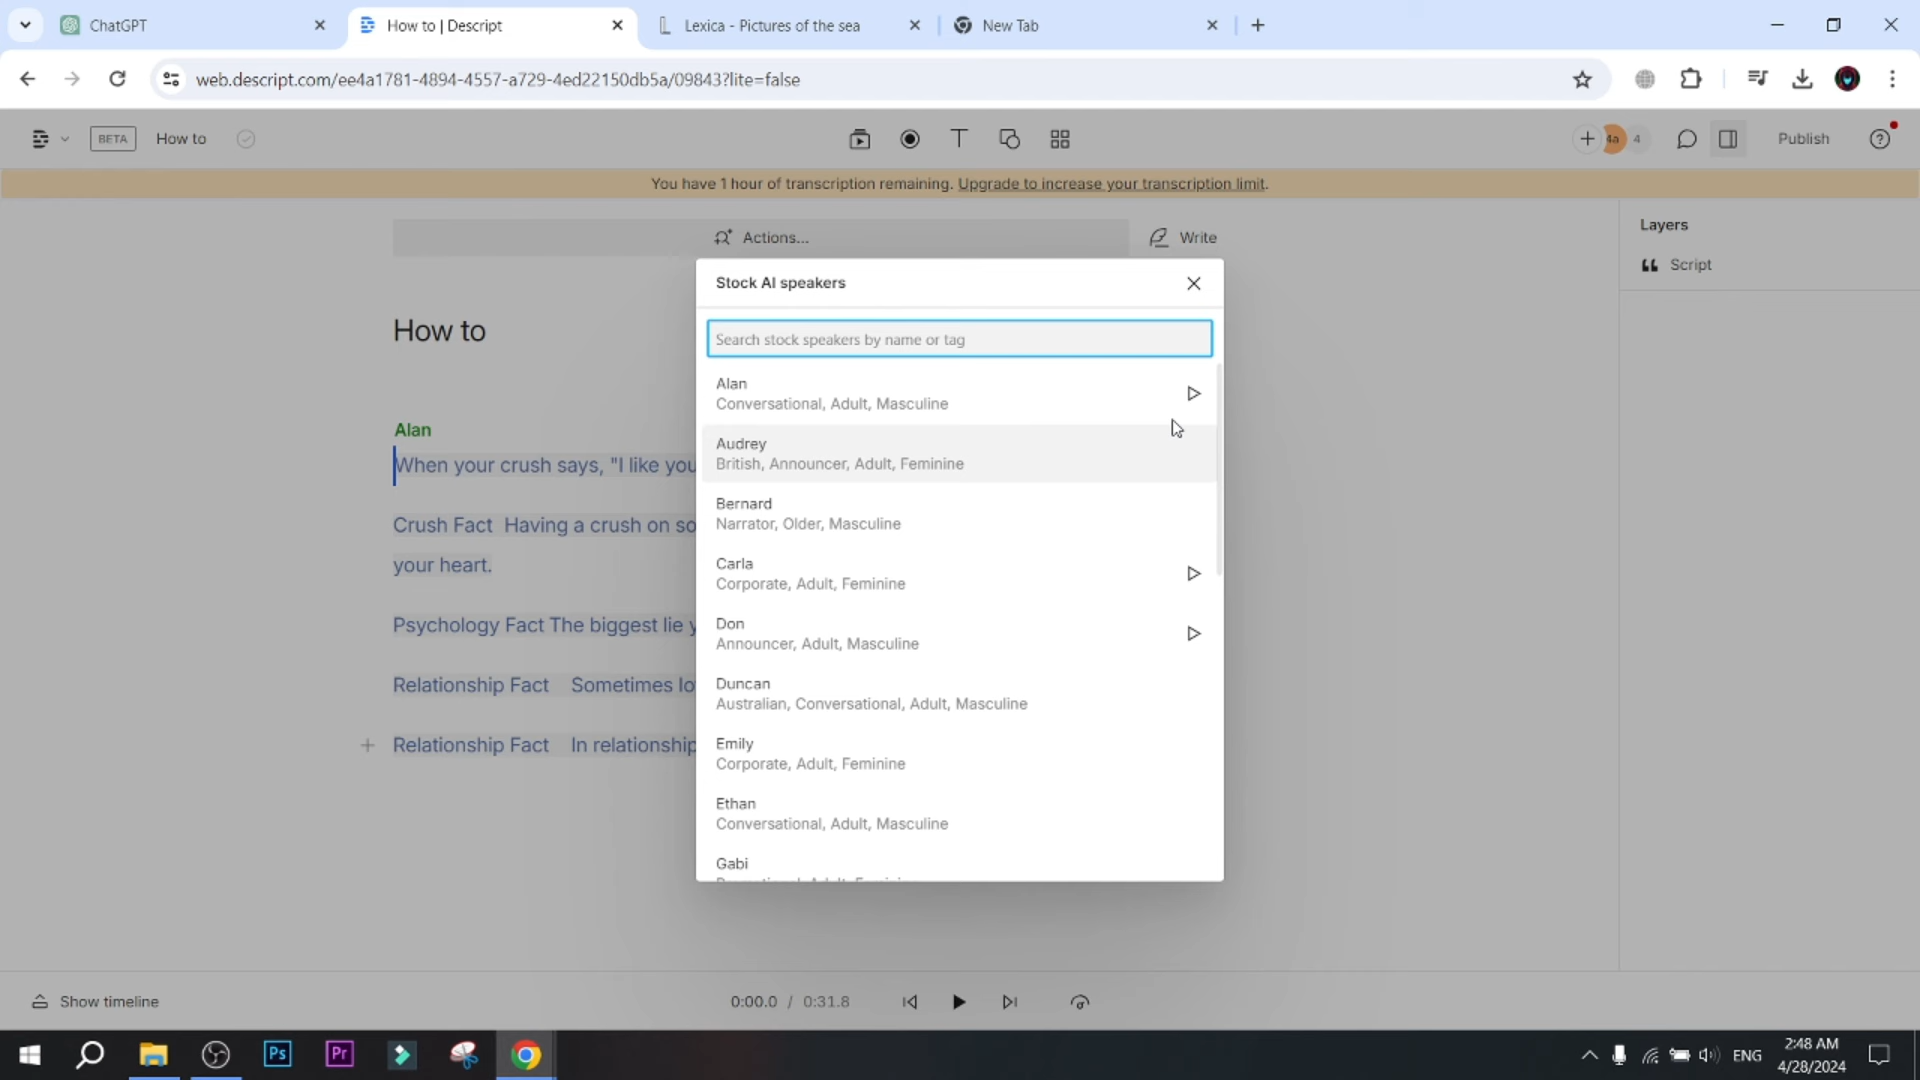 ChatGPT
How to | Descript
Lexica - Pictures of the sea
New Tab
web.descript.com/ee4a1781-4894-4557-a729-4ed22150db5a/09843?lite=false
BETA
How to
4a
4
Publish
You have 1 hour of transcription remaining. Upgrade to increase your transcription limit.
Actions...
Write
Layers
Script
How to
Alan
When your crush says, "I like you
Crush Fact  Having a crush on so
your heart.
Psychology Fact The biggest lie y
Relationship Fact    Sometimes lo
Relationship Fact    In relationship
Stock AI speakers
Search stock speakers by name or tag
Alan
Conversational, Adult, Masculine
Audrey
British, Announcer, Adult, Feminine
Bernard
Narrator, Older, Masculine
Carla
Corporate, Adult, Feminine
Don
Announcer, Adult, Masculine
Duncan
Australian, Conversational, Adult, Masculine
Emily
Corporate, Adult, Feminine
Ethan
Conversational, Adult, Masculine
Gabi
Show timeline
0:00.0 / 0:31.8
Ps
Pr
ENG
2:48 AM
4/28/2024